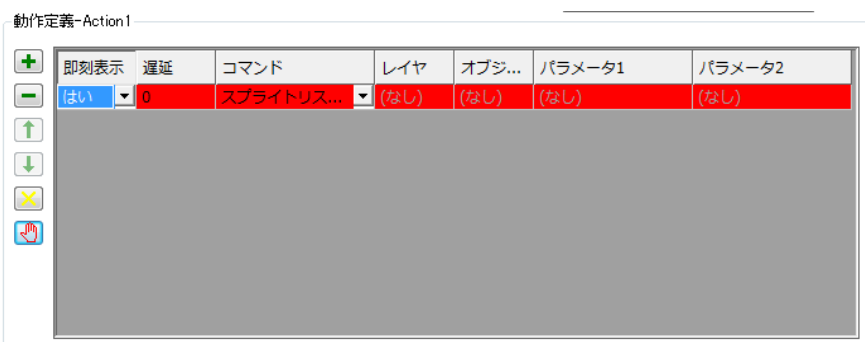 動作定義-Action1
即刻表示 遅延 コマンド レイヤ オブジ... パラメータ1 パラメータ2
はい 0 スプライトリス... (なし) (なし) (なし) (なし)